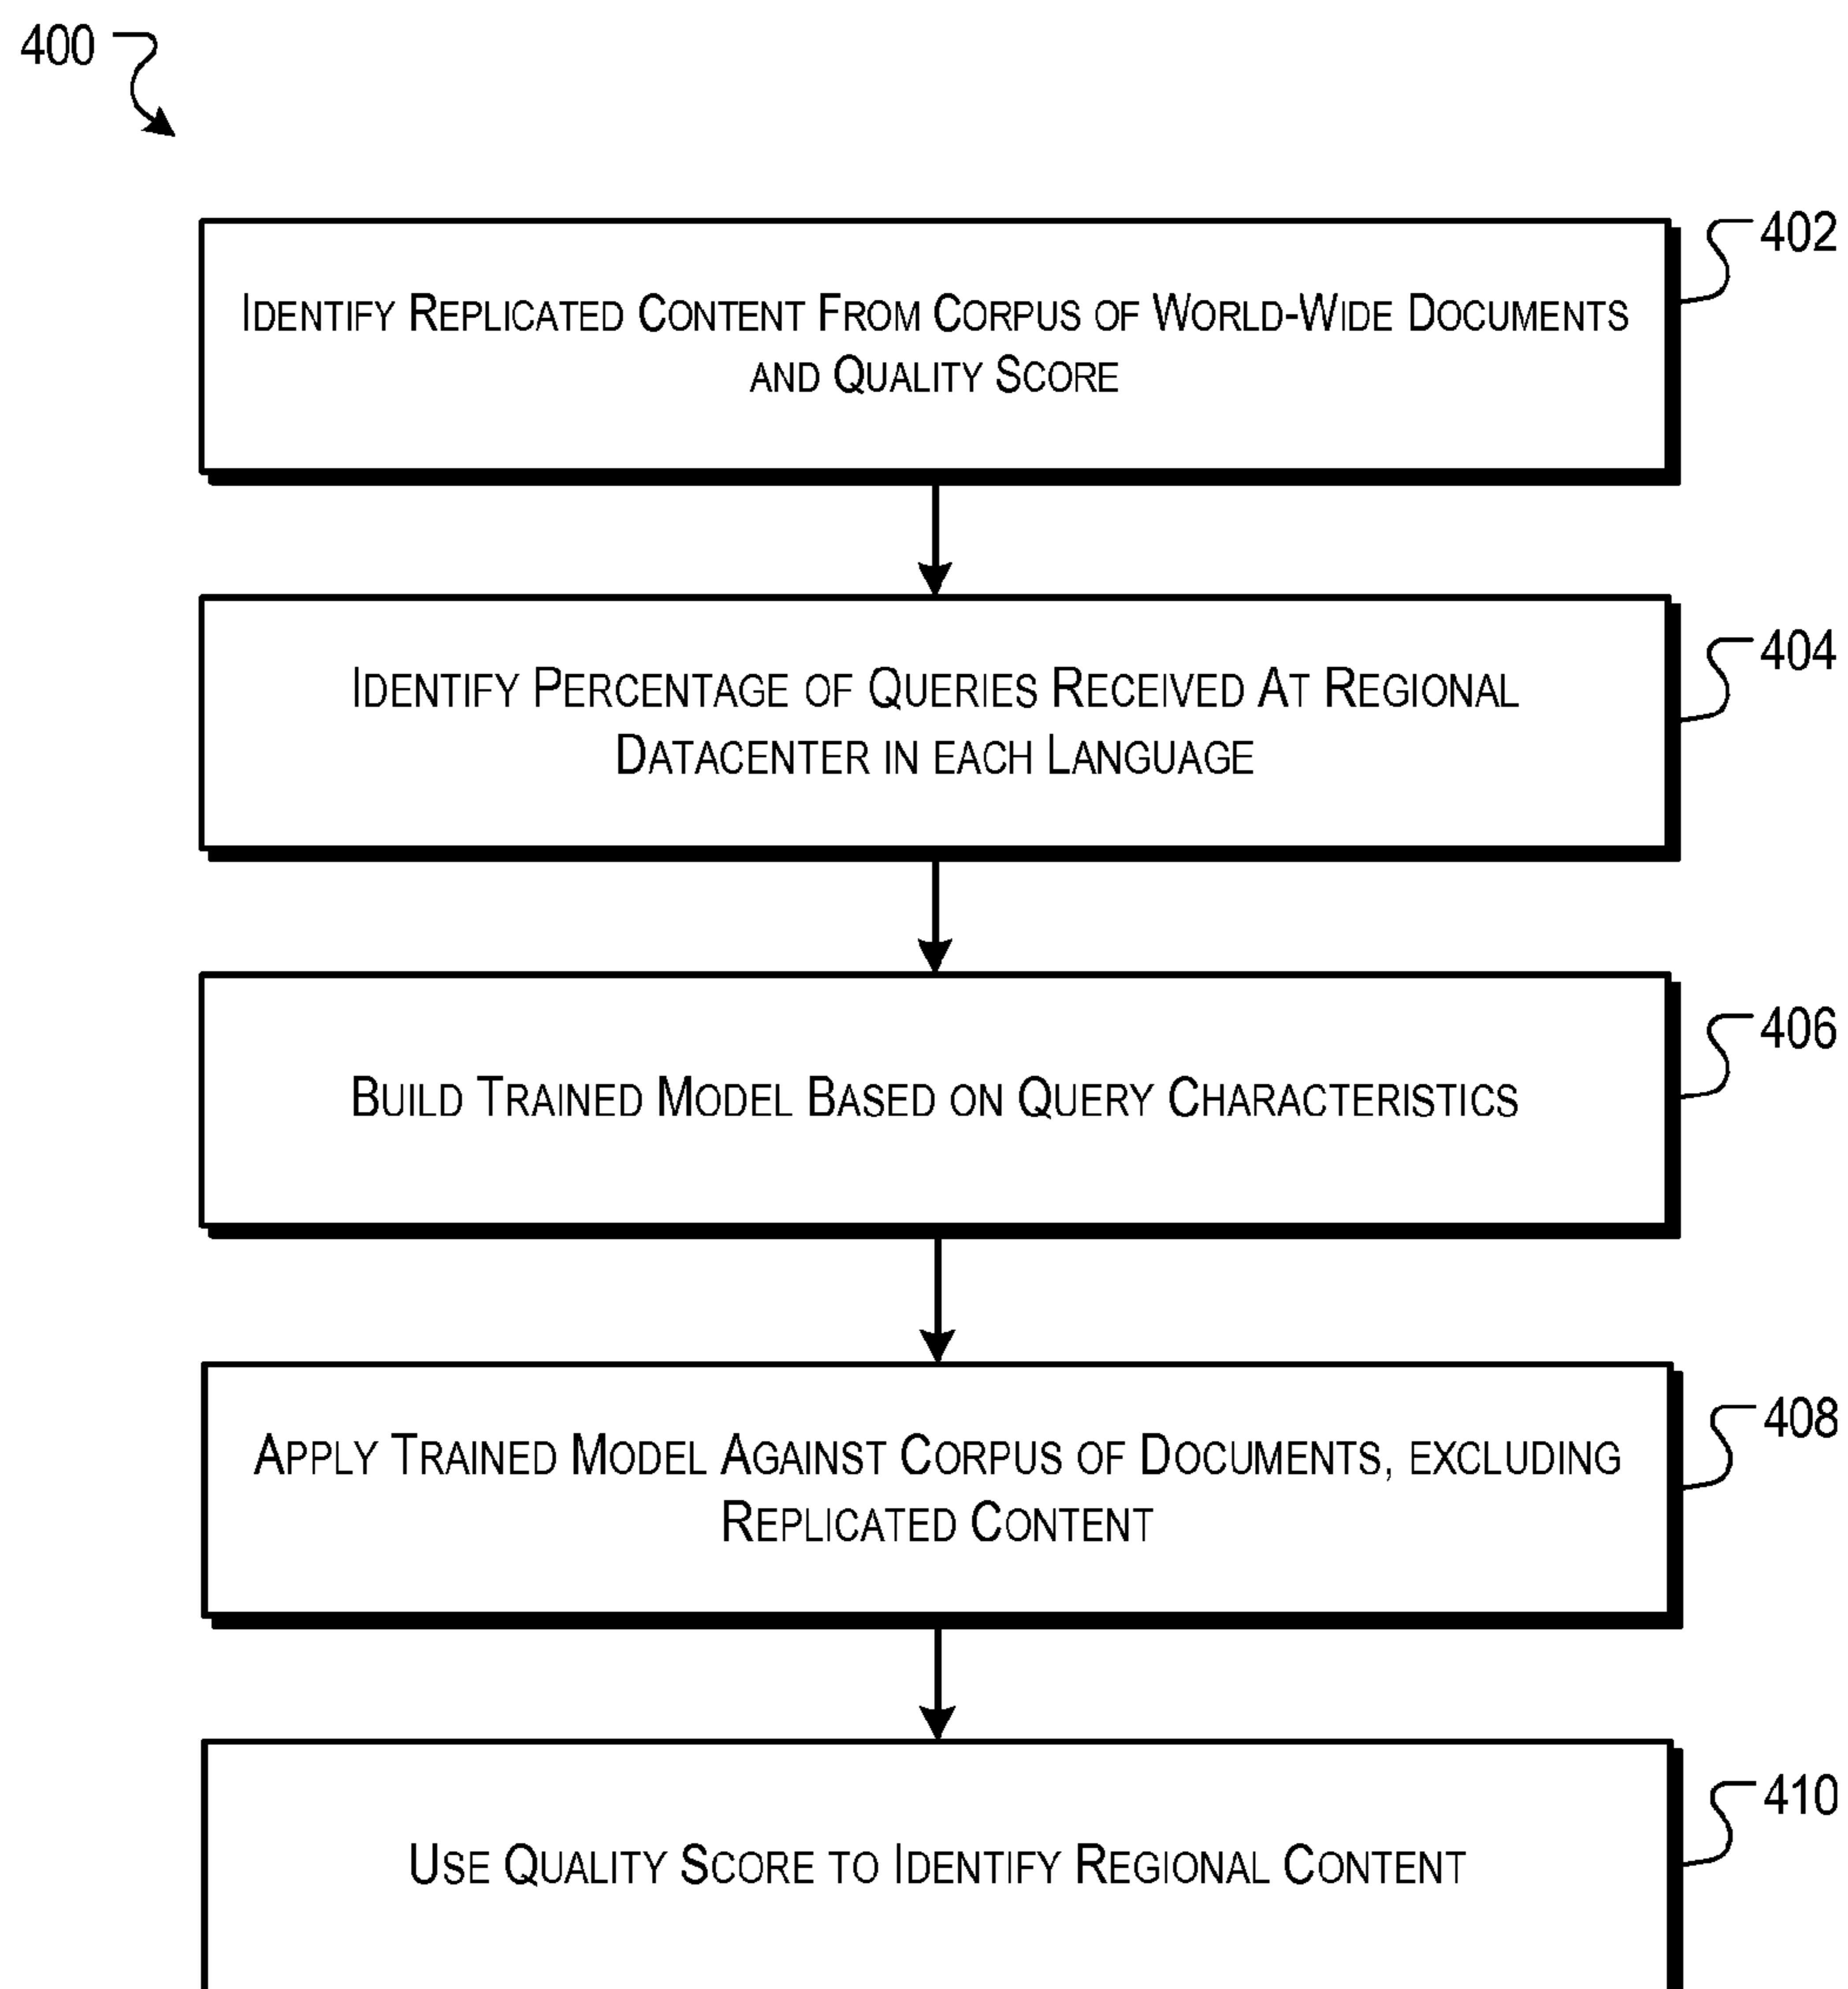 400
402
IDENTIFY REPLICATED CONTENT FROM CORPUS OF WORLD-WIDE DOCUMENTS
AND QUALITY SCORE
404
IDENTIFY PERCENTAGE OF QUERIES RECEIVED AT REGIONAL
DATACENTER IN EACH LANGUAGE
406
BUILD TRAINED MODEL BASED ON QUERY CHARACTERISTICS
408
APPLY TRAINED MODEL AGAINST CORPUS OF DOCUMENTS, EXCLUDING
REPLICATED CONTENT
410
USE QUALITY SCORE TO IDENTIFY REGIONAL CONTENT